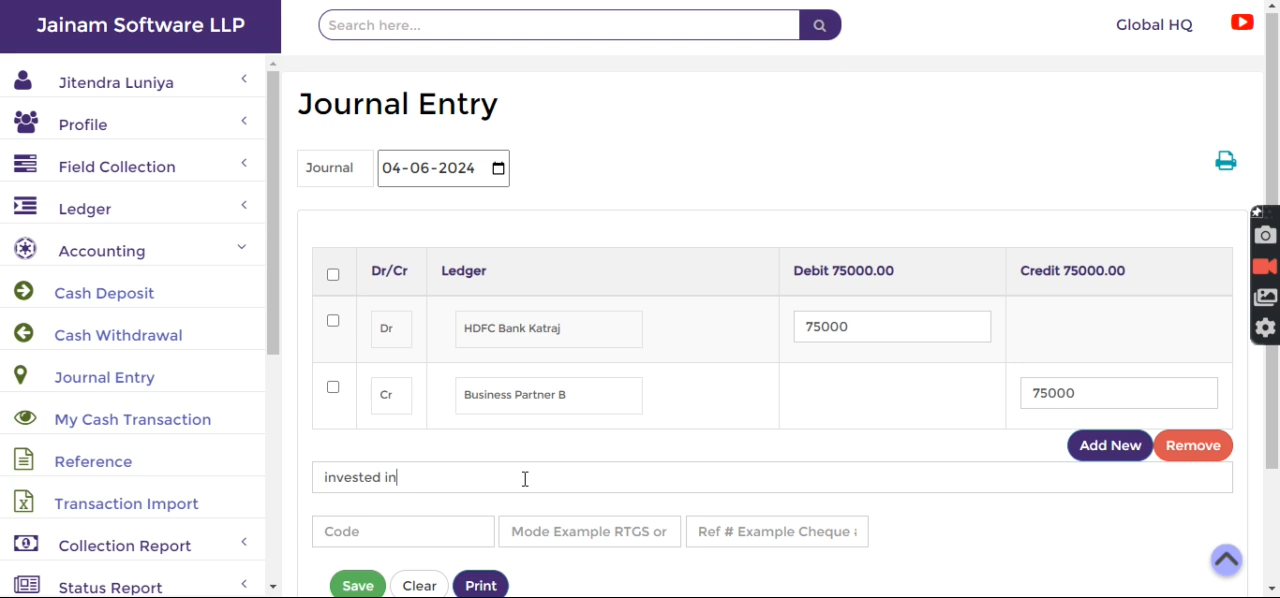 Jainam Software LLP
Search here...
Global HQ
Jitendra Luniya
Profile
Field Collection
Ledger
Accounting
Cash Deposit
Cash Withdrawal
Journal Entry
My Cash Transaction
Reference
Transaction Import
Collection Report
Status Report
Journal Entry
Journal
04-06-2024
Dr/Cr Ledger Debit 75000.00 Credit 75000.00
Dr HDFC Bank Katraj 75000
Cr Business Partner B 75000
Add New Remove
invested in
Code Mode Example RTGS or Ref # Example Cheque
Save Clear Print